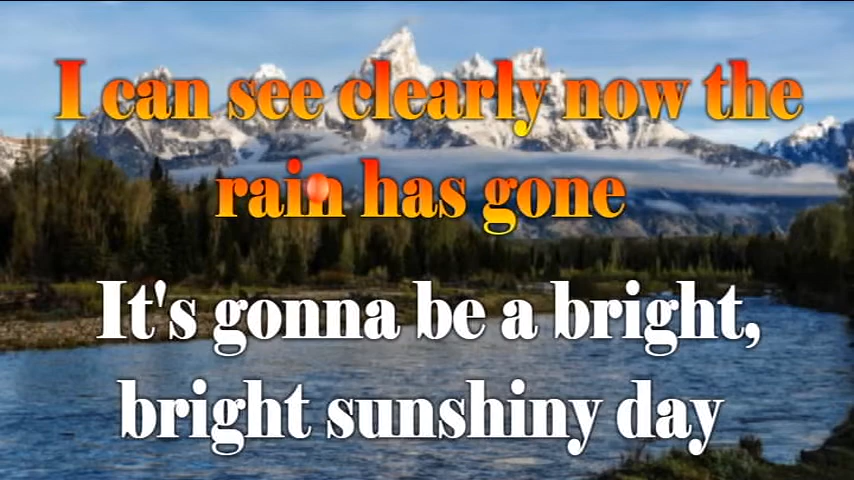 I can see clearly now the
rain has gone
It's gonna be a bright,
bright sunshiny day